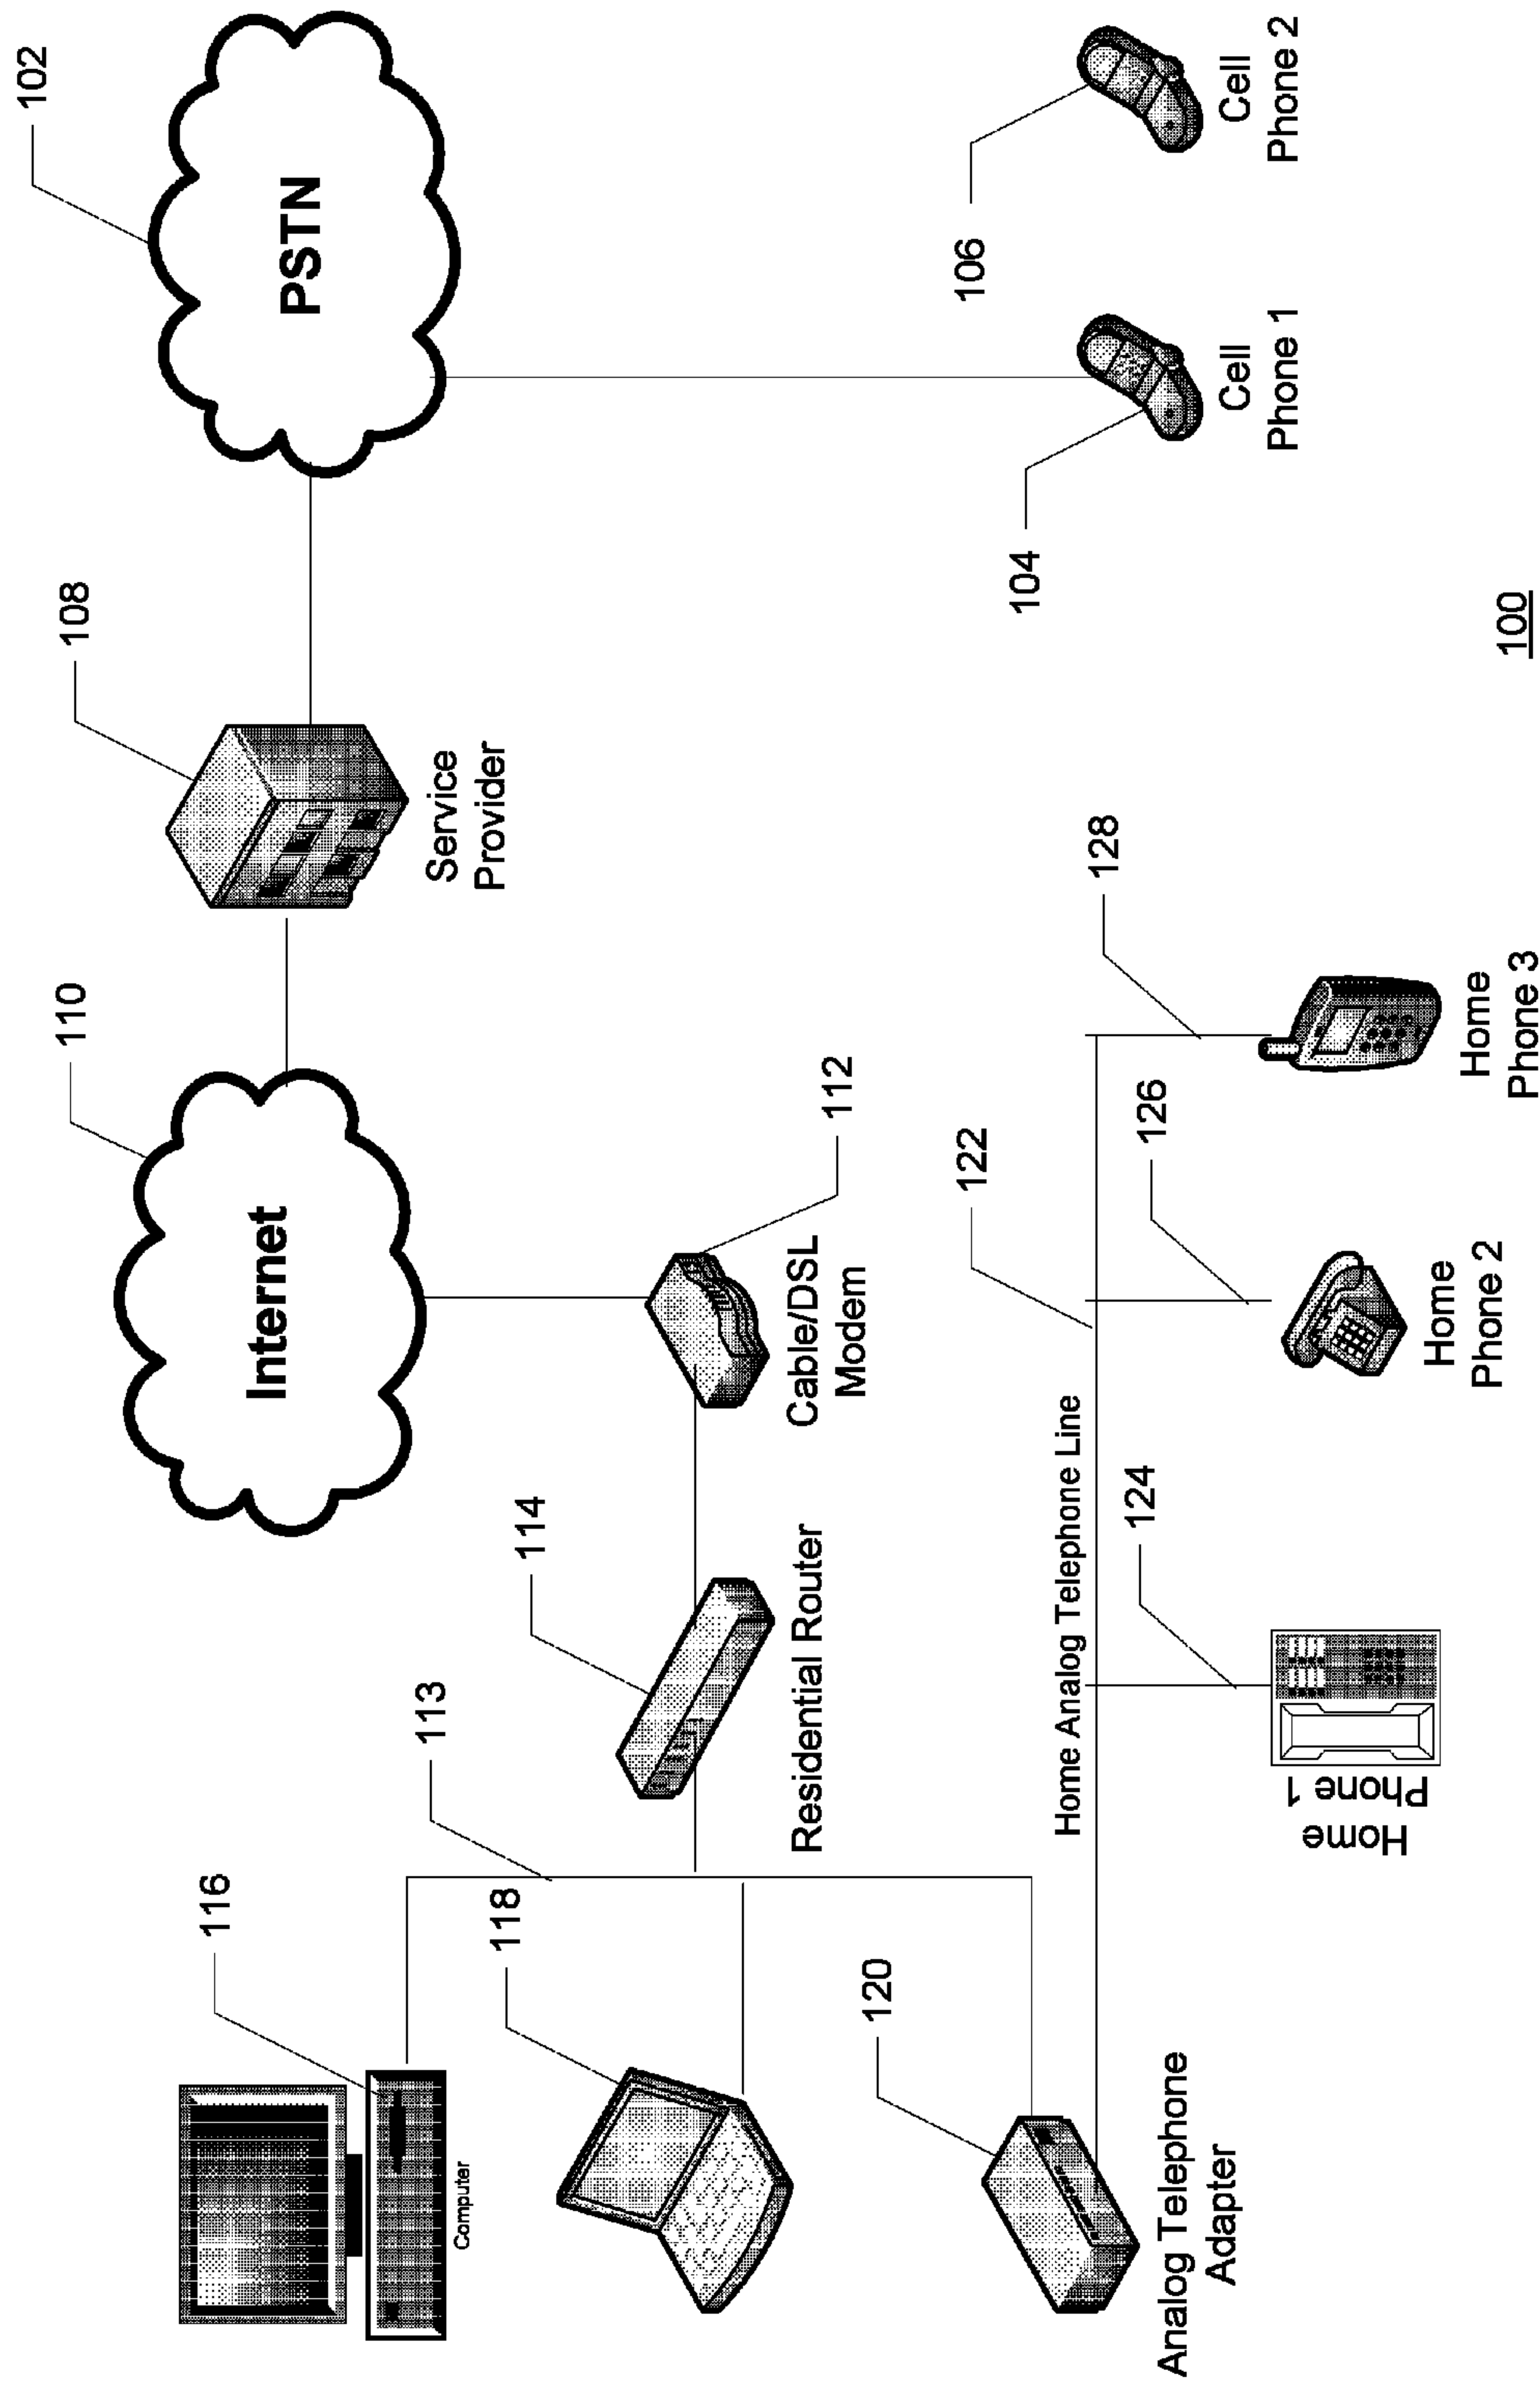 102
PSTN
106
Cell
Phone 2
104
Cell
Phone 1
108
Service
Provider
110
Internet
112
Cable/DSL
Modem
114
Residential Router
113
116
Computer
118
120
Analog Telephone
Adapter
122
Home Analog Telephone Line
124
Home
Phone 1
126
Home
Phone 2
128
Home
Phone 3
100